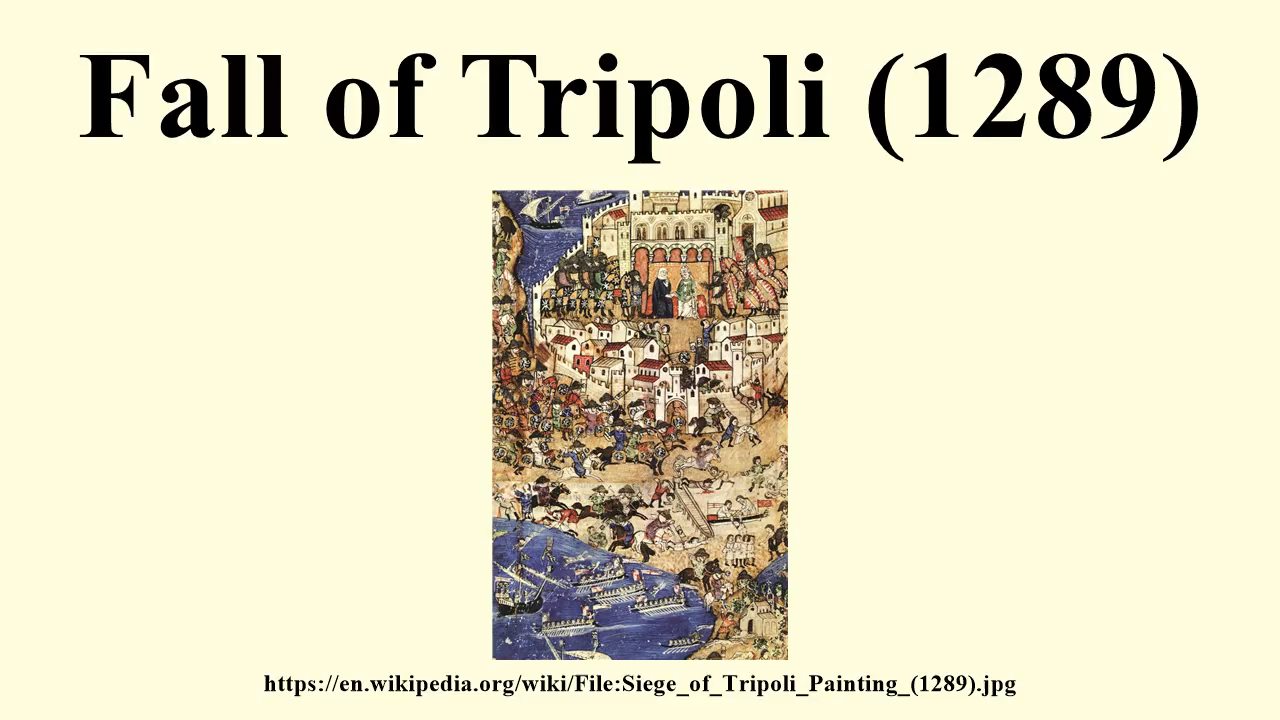 Fall of Tripoli (1289)
https://en.wikipedia.org/wiki/File:Siege_of_Tripoli_Painting_(1289).jpg